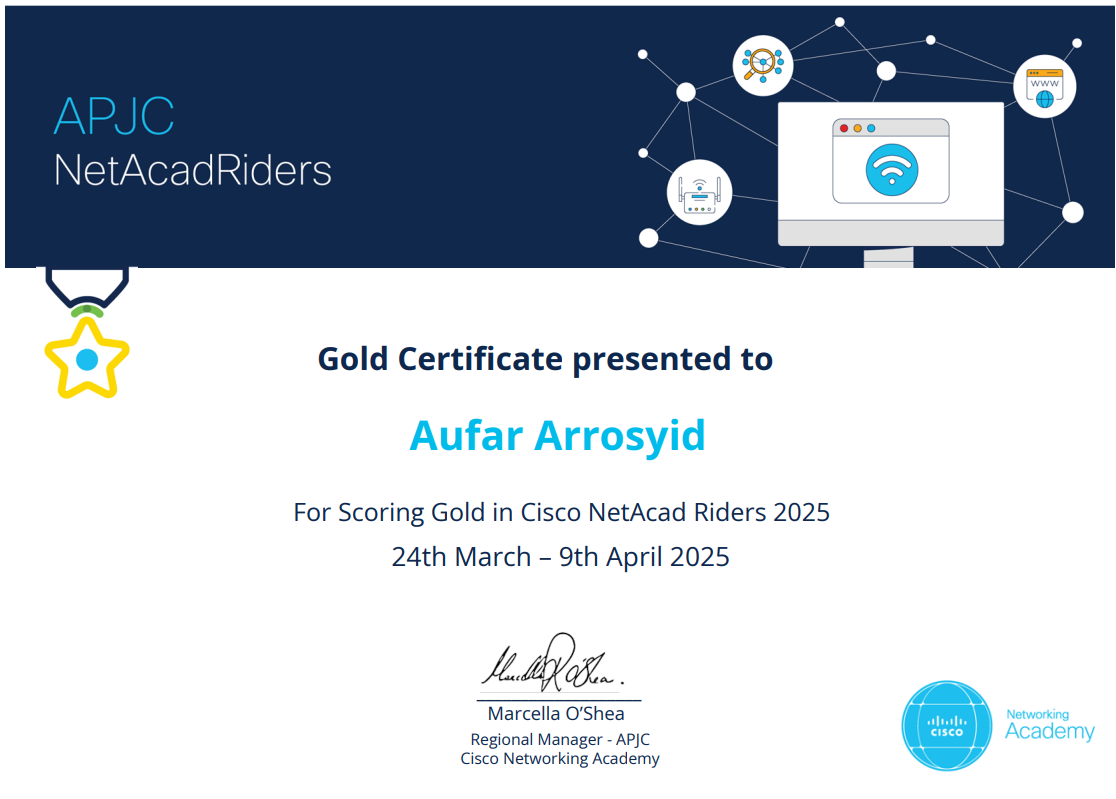 APJC
NetAcadRiders
WWW
Gold Certificate presented to
Aufar Arrosyid
For Scoring Gold in Cisco NetAcad Riders 2025
24th March – 9th April 2025
Marcella O'Shea.
Marcella O’Shea
Regional Manager - APJC
Cisco Networking Academy
CISCO
Networking
Academy